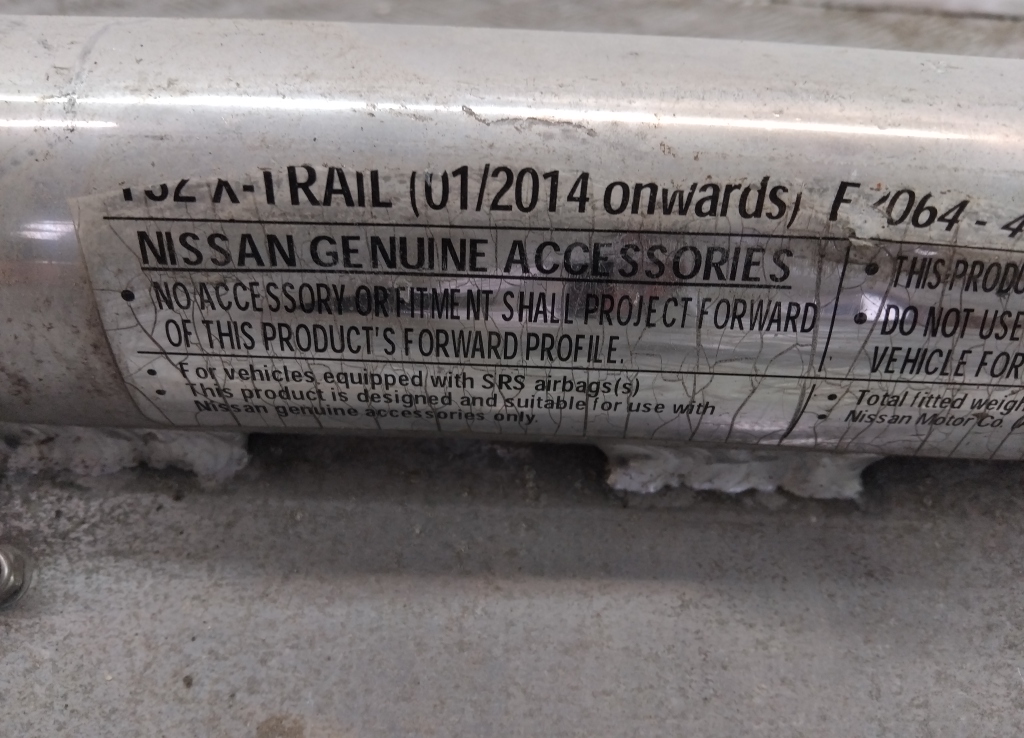 X-TRAIL (01/2014 onwards)
NISSAN GENUINE ACCESSORIES
• NO ACCESSORY OR FITMENT SHALL PROJECT FORWARD
OF THIS PRODUCT'S FORWARD PROFILE.
• For vehicles equipped with SRS airbags(s)
• This product is designed and suitable for use with
Nissan genuine accessories only.
• THIS
• DO NOT USE
VEHICLE
• Total fitted
• Nissan Motor Co.